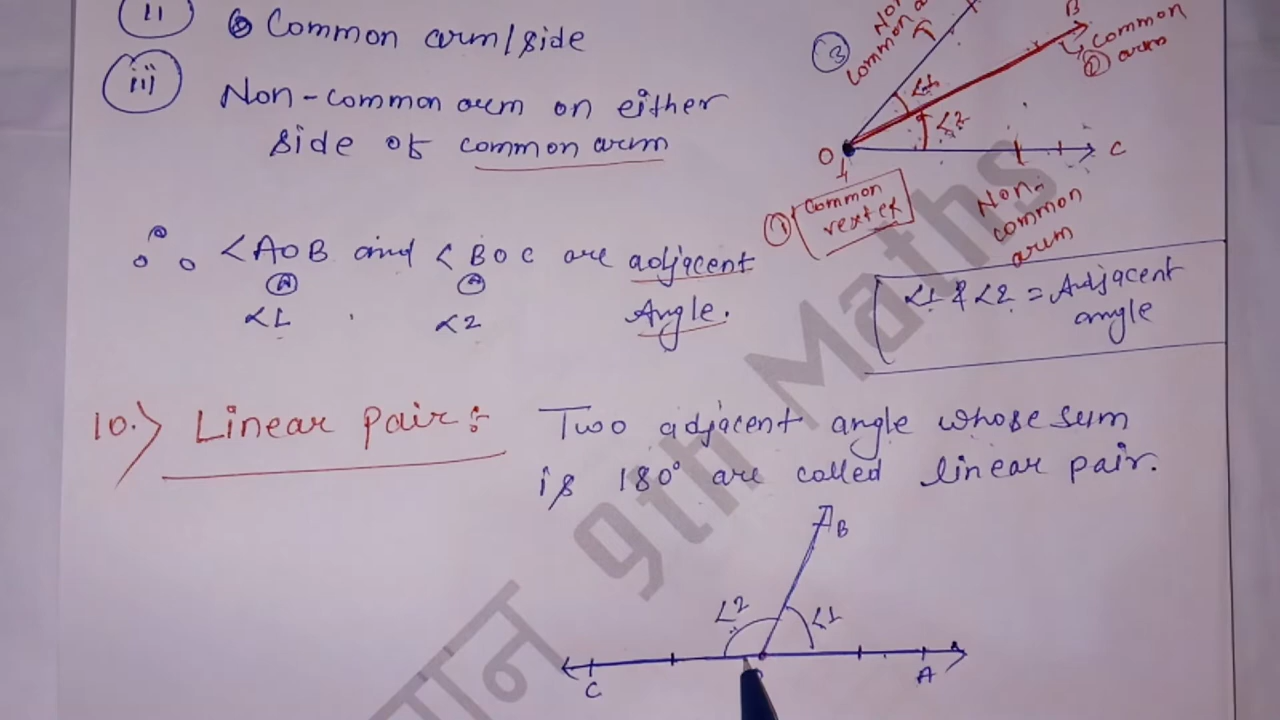 ii
Common arm/side
iii
Non-common arm on either
side of common arm
∴ ∠AOB and ∠BOC are adjacent
∠1 ∠2 Angle.
③
Non
common
B
Common
② arm
∠1
∠2
O
C
① Common
vextex
Non-
common
arm
∠1 & ∠2 = Adjacent
angle
10.) Linear Pair:
Two adjacent angle whose sum
is 180° are called linear pair.
B
∠2
∠1
C
A
9th Maths